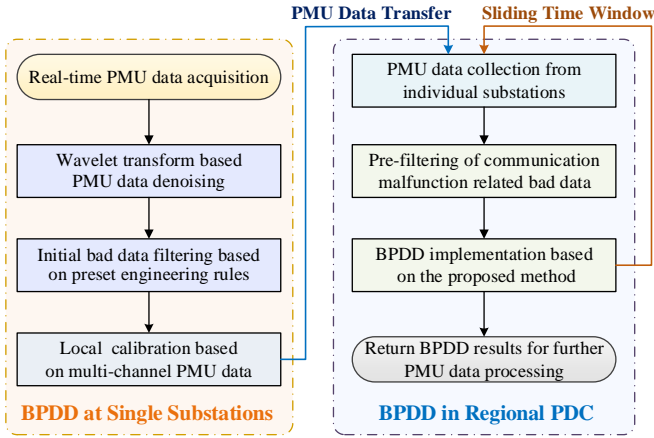 PMU Data Transfer
Sliding Time Window
Real-time PMU data acquisition
Wavelet transform based
PMU data denoising
Initial bad data filtering based
on preset engineering rules
Local calibration based
on multi-channel PMU data
BPDD at Single Substations
PMU data collection from
individual substations
Pre-filtering of communication
malfunction related bad data
BPDD implementation based
on the proposed method
Return BPDD results for further
PMU data processing
BPDD in Regional PDC